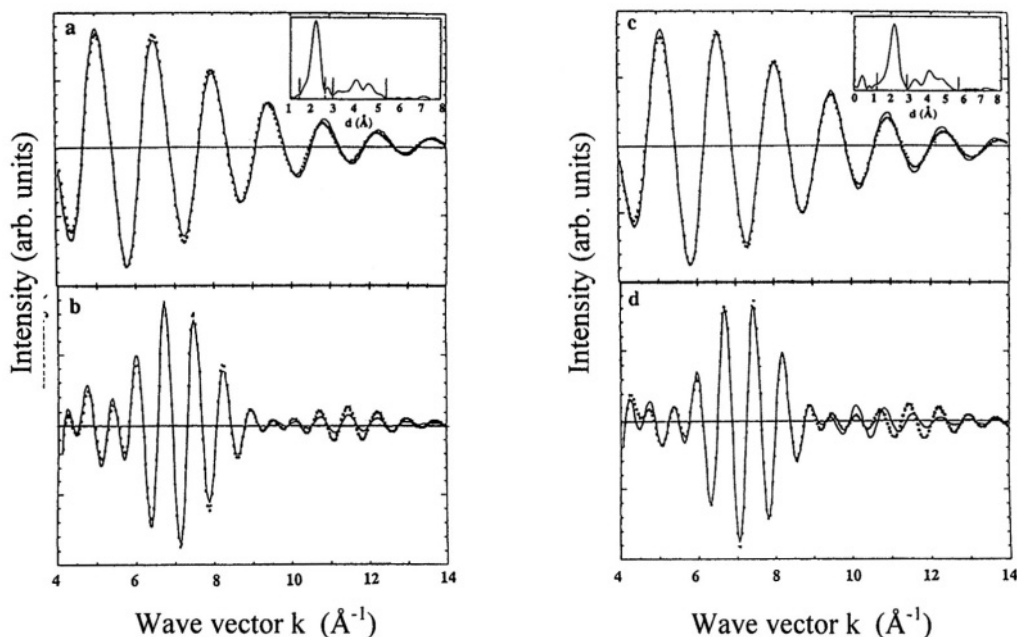 a
1 2 3 4 5 6 7 8
d (Å)
Intensity (arb. units)
b
4 6 8 10 12 14
Wave vector k (Å-1)
c
0 1 2 3 4 5 6 7 8
d (Å)
Intensity (arb. units)
d
4 6 8 10 12 14
Wave vector k (Å-1)